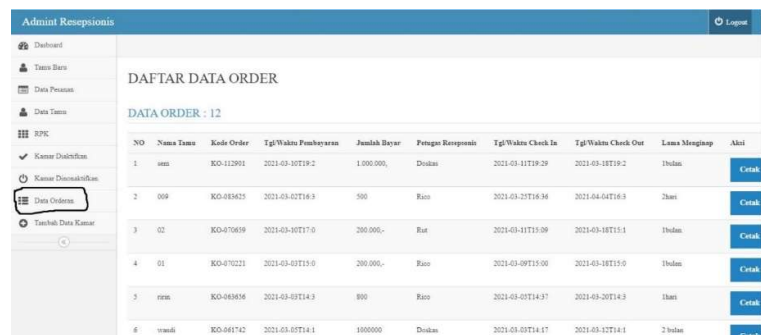 Admint Resepsionis
Logout
Dasboard
Tamu Baru
Data Pesanan
Data Tamu
RPK
Kamar Diaktifkan
Kamar Dinonaktifkan
Data Orderan
Tambah Data Kamar
DAFTAR DATA ORDER
DATA ORDER : 12
NO Nama Tamu Kode Order Tgl/Waktu Pembayaran Jumlah Bayar Petugas Resepsonis Tgl/Waktu Check In Tgl/Waktu Check Out Lama Menginap Aksi
1 sem KO-112901 2021-03-10T19:2 1.000.000, Doskas 2021-03-11T19:29 2021-03-18T19:2 1bulan Cetak
2 009 KO-083625 2021-03-02T16:3 500 Rico 2021-03-25T16:36 2021-04-04T16:3 2hari Cetak
3 02 KO-070639 2021-03-10T17:0 200.000,- Rut 2021-03-11T15:09 2021-03-18T15:1 1bulan Cetak
4 01 KO-070221 2021-03-03T15:0 200.000,- Rico 2021-03-09T15:00 2021-03-18T15:0 1bulan Cetak
5 ririn KO-063636 2021-03-03T14:3 800 Rico 2021-03-05T14:37 2021-03-20T14:3 1hari Cetak
6 wandi KO-061742 2021-03-05T14:1 1000000 Doskas 2021-03-03T14:17 2021-03-12T14:1 2 bulan Cetak